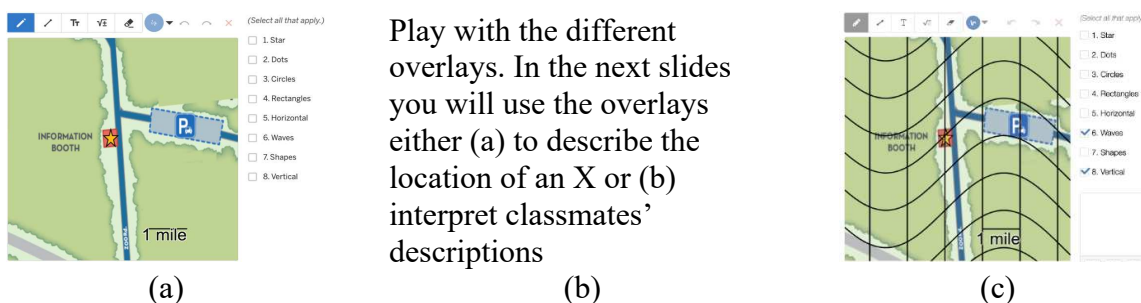 Tт √± (Select all that apply.)
1. Star
2. Dots
3. Circles
4. Rectangles
5. Horizontal
6. Waves
7. Shapes
8. Vertical
INFORMATION
BOOTH
P
1 mile
(a)
Play with the different
overlays. In the next slides
you will use the overlays
either (a) to describe the
location of an X or (b)
interpret classmates’
descriptions
(b)
T √± (Select all that apply.)
1. Star
2. Dots
3. Circles
4. Rectangles
5. Horizontal
6. Waves
7. Shapes
8. Vertical
INFORMATION
BOOTH
P
1 mile
(c)